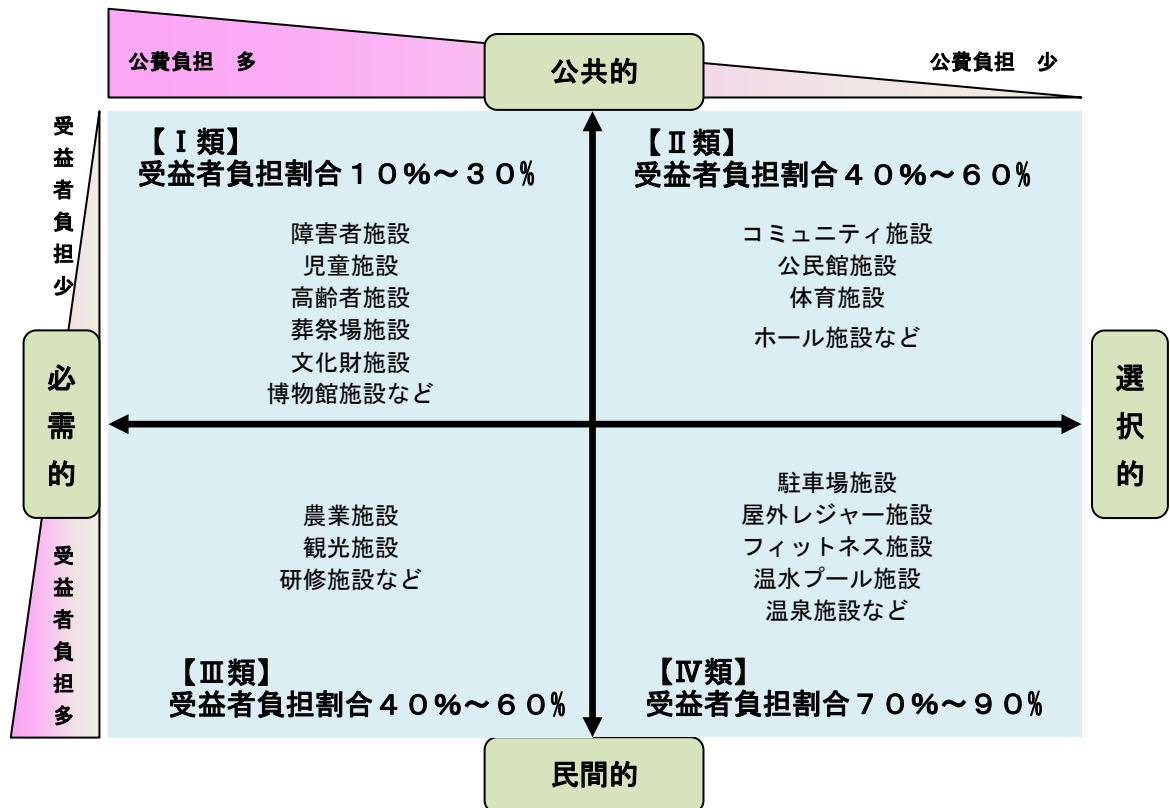 公費負担　多
公共的
公費負担　少
受益者負担少
【Ⅰ類】
受益者負担割合１０％～３０％
障害者施設
児童施設
高齢者施設
葬祭場施設
文化財施設
博物館施設など
【Ⅱ類】
受益者負担割合４０％～６０％
コミュニティ施設
公民館施設
体育施設
ホール施設など
必需的
選択的
受益者負担多
農業施設
観光施設
研修施設など
【Ⅲ類】
受益者負担割合４０％～６０％
駐車場施設
屋外レジャー施設
フィットネス施設
温水プール施設
温泉施設など
【Ⅳ類】
受益者負担割合７０％～９０％
民間的